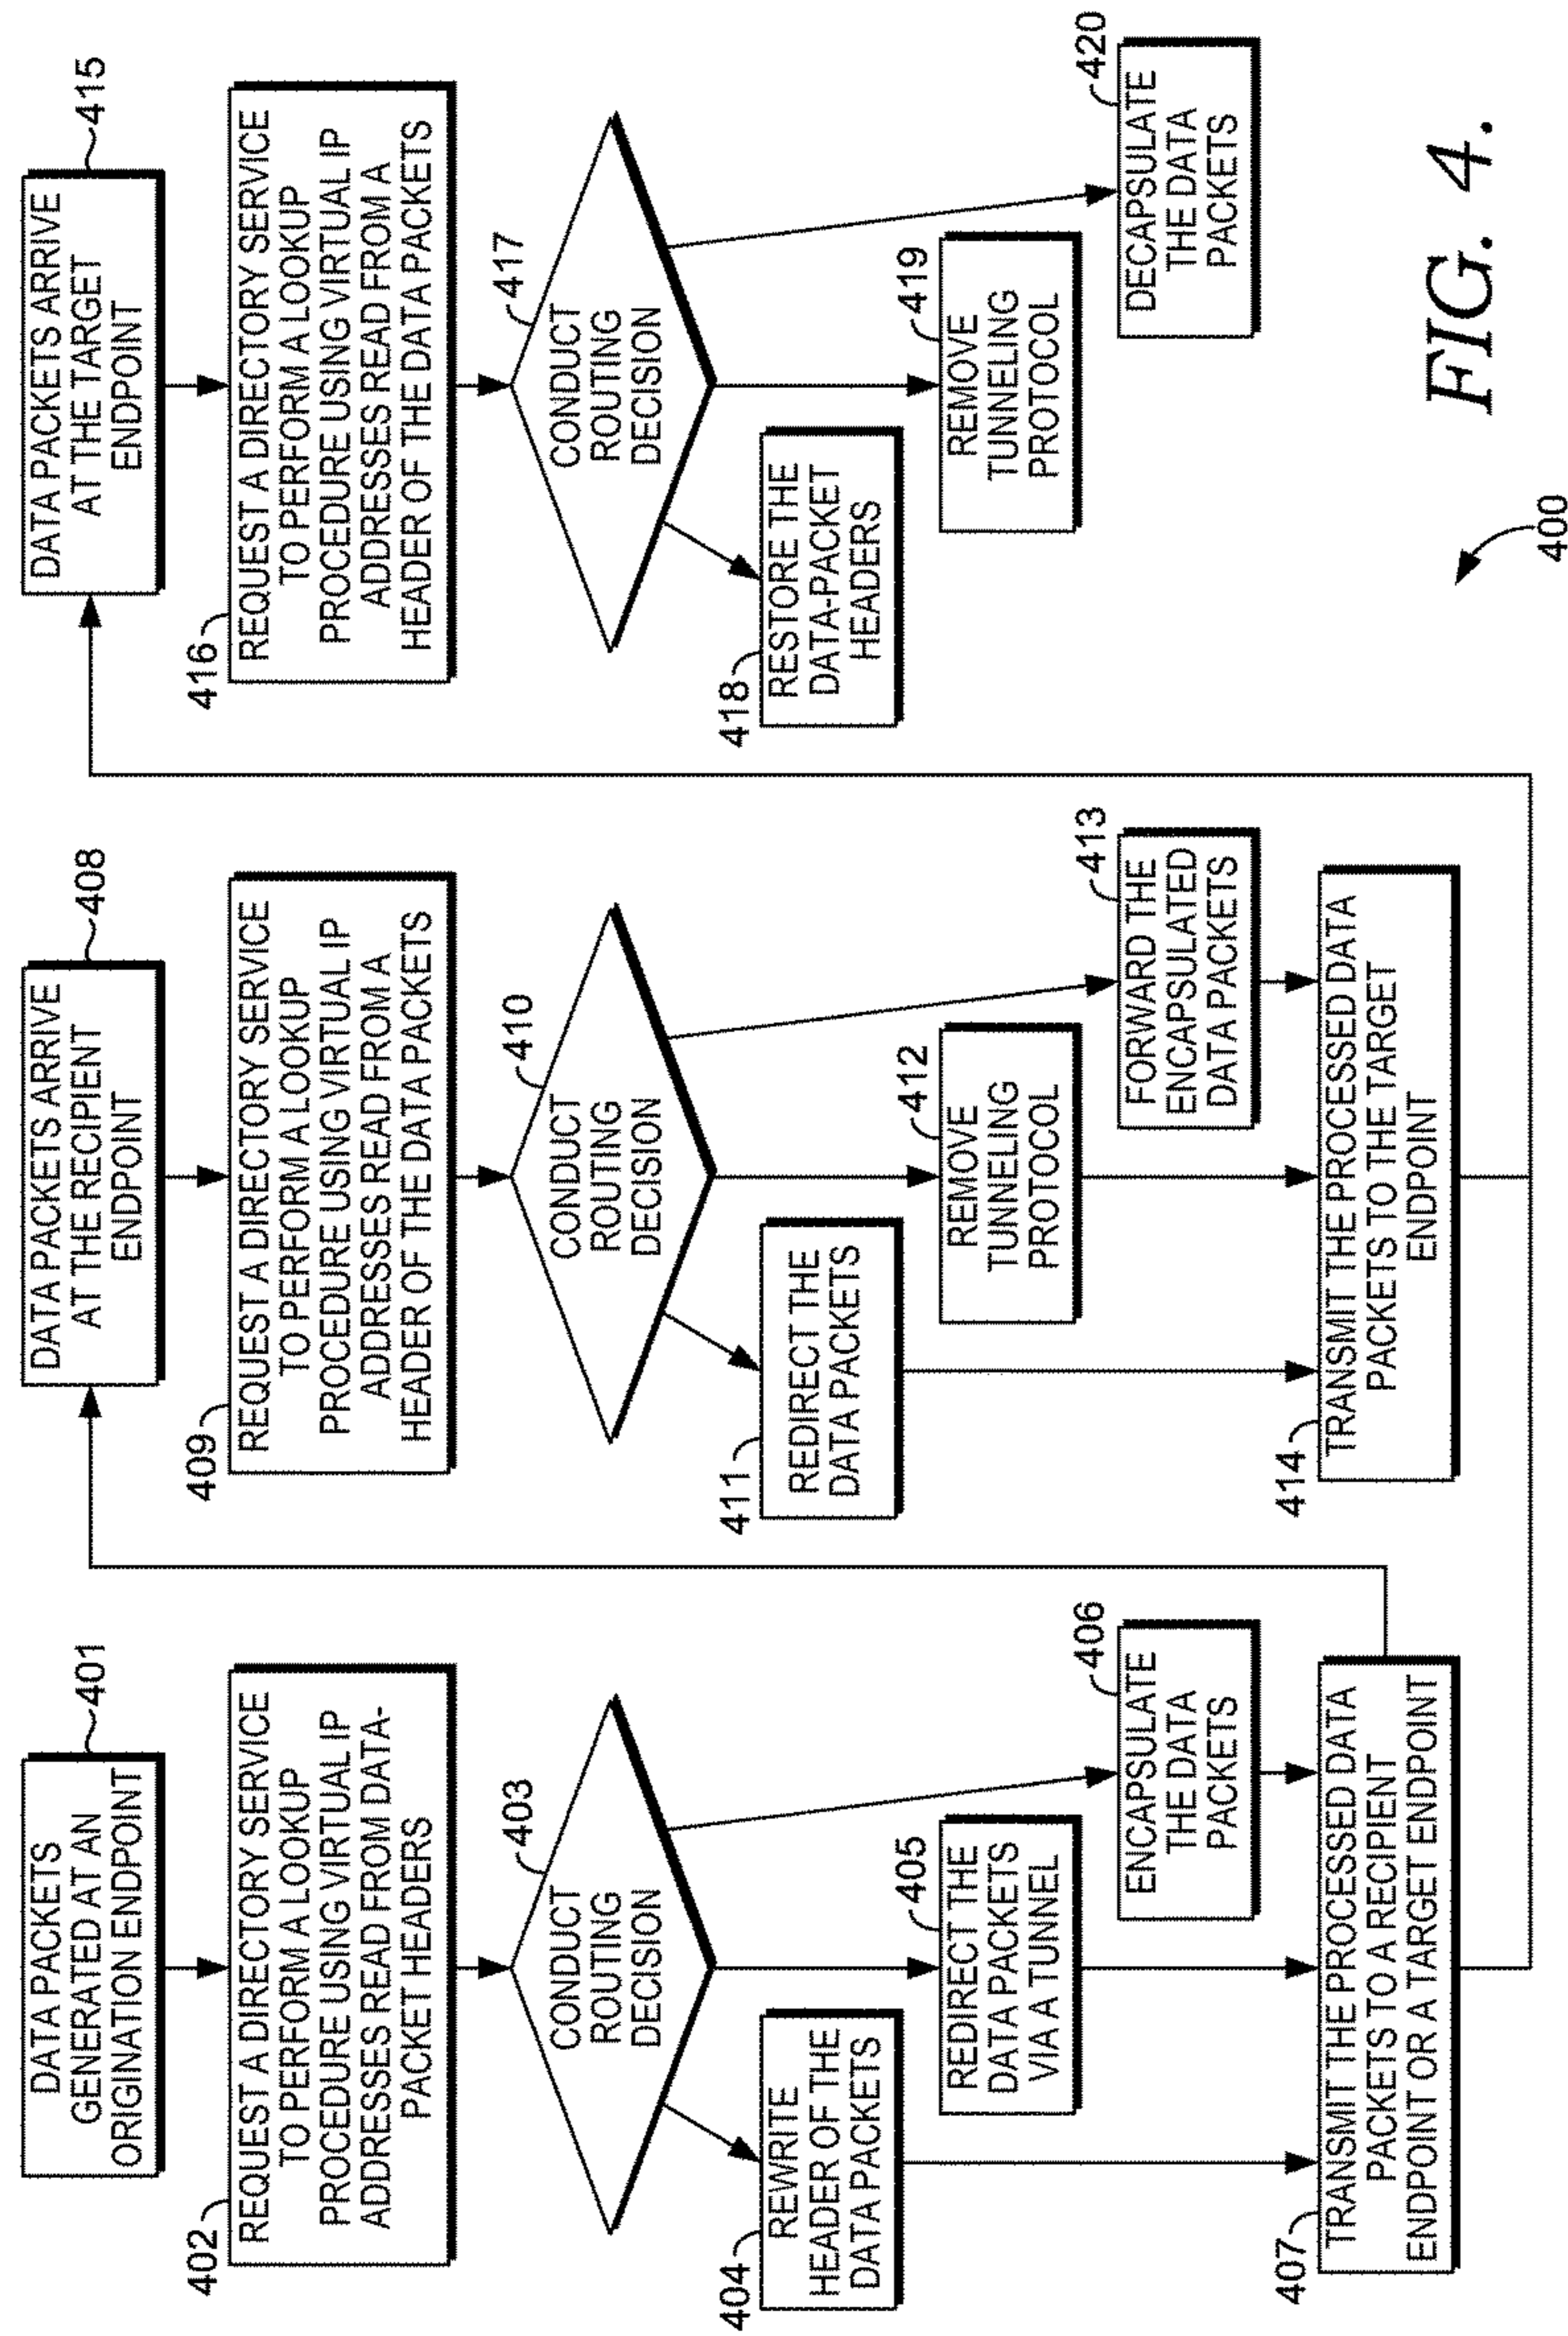 DATA PACKETS
GENERATED AT AN
ORIGINATION ENDPOINT
401
402
REQUEST A DIRECTORY SERVICE
TO PERFORM A LOOKUP
PROCEDURE USING VIRTUAL IP
ADDRESSES READ FROM DATA-
PACKET HEADERS
403
CONDUCT
ROUTING
DECISION
404
REWRITE
HEADER OF THE
DATA PACKETS
405
REDIRECT THE
DATA PACKETS
VIA A TUNNEL
406
ENCAPSULATE
THE DATA
PACKETS
407
TRANSMIT THE PROCESSED DATA
PACKETS TO A RECIPIENT
ENDPOINT OR A TARGET ENDPOINT
DATA PACKETS ARRIVE
AT THE RECIPIENT
ENDPOINT
408
409
REQUEST A DIRECTORY SERVICE
TO PERFORM A LOOKUP
PROCEDURE USING VIRTUAL IP
ADDRESSES READ FROM A
HEADER OF THE DATA PACKETS
410
CONDUCT
ROUTING
DECISION
411
REDIRECT THE
DATA PACKETS
412
REMOVE
TUNNELING
PROTOCOL
413
FORWARD THE
ENCAPSULATED
DATA PACKETS
414
TRANSMIT THE PROCESSED DATA
PACKETS TO THE TARGET
ENDPOINT
DATA PACKETS ARRIVE
AT THE TARGET
ENDPOINT
415
416
REQUEST A DIRECTORY SERVICE
TO PERFORM A LOOKUP
PROCEDURE USING VIRTUAL IP
ADDRESSES READ FROM A
HEADER OF THE DATA PACKETS
417
CONDUCT
ROUTING
DECISION
418
RESTORE THE
DATA-PACKET
HEADERS
419
REMOVE
TUNNELING
PROTOCOL
420
DECAPSULATE
THE DATA
PACKETS
400
FIG. 4.